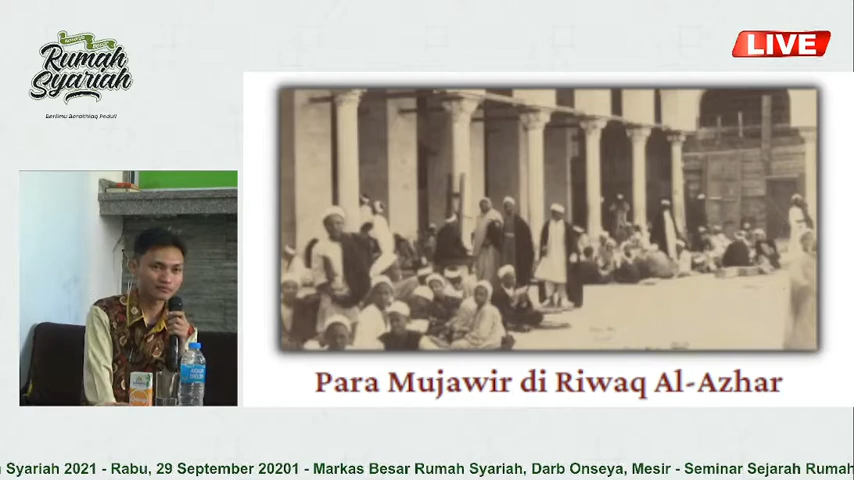 Rumah
Syariah
Berilmu Berakhlaq Peduli
LIVE
Para Mujawir di Riwaq Al-Azhar
Syariah 2021 - Rabu, 29 September 20201 - Markas Besar Rumah Syariah, Darb Onseya, Mesir - Seminar Sejarah Rumah